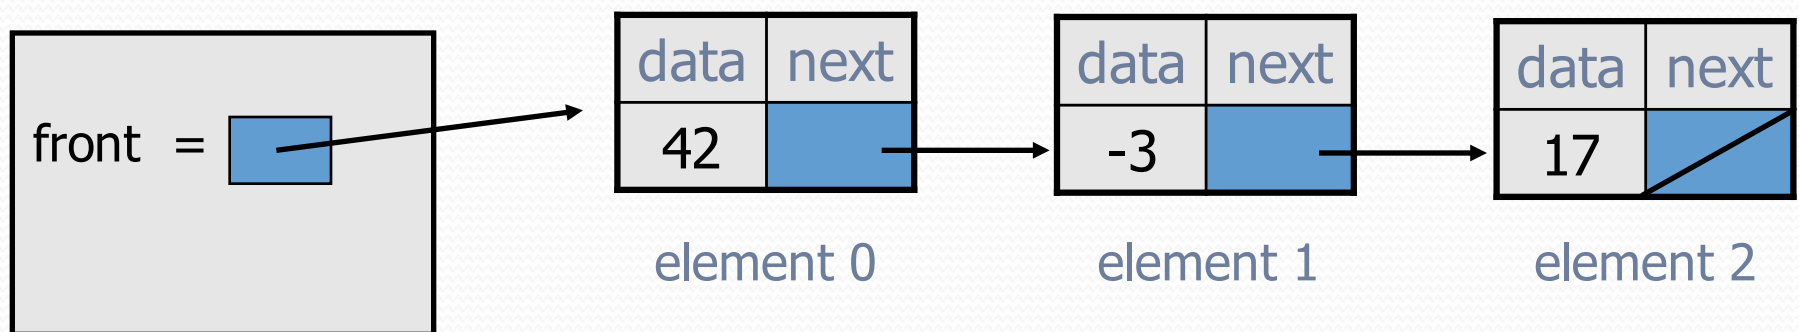 front =
data next
42
element 0
data next
-3
element 1
data next
17
element 2